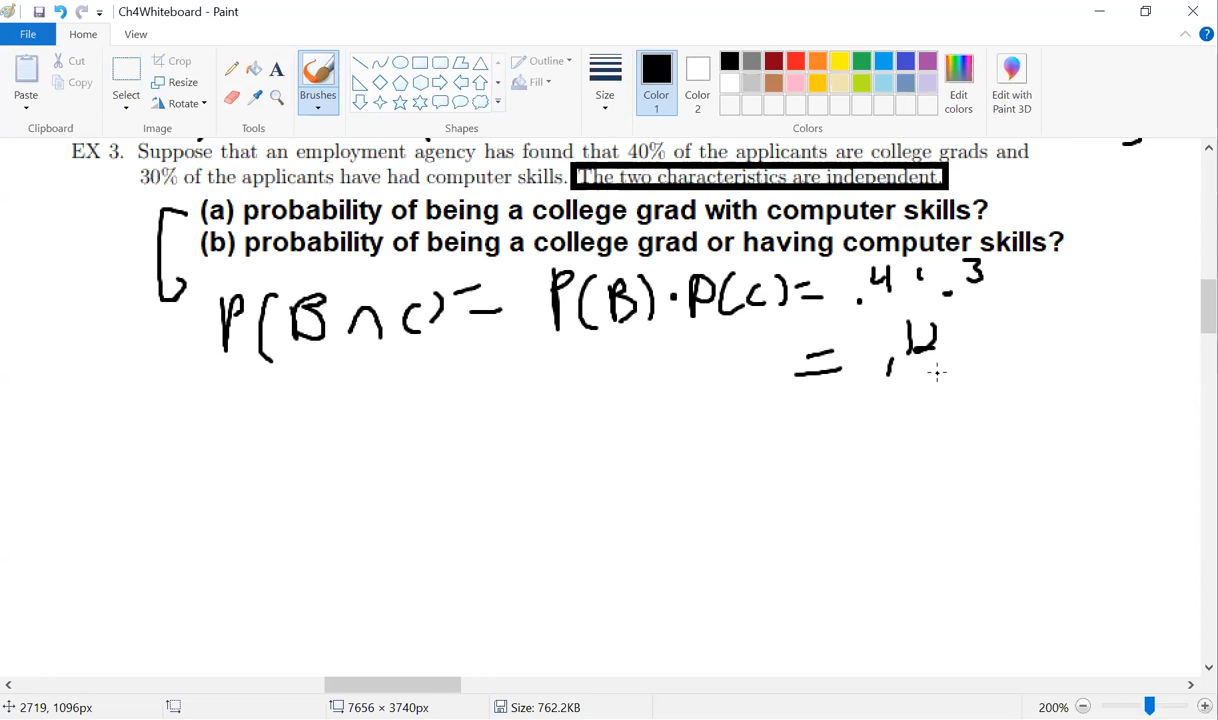 Ch4Whiteboard - Paint
File
Home
View
Paste
Cut
Copy
Clipboard
Select
Crop
Resize
Rotate
Image
Tools
Brushes
Outline
Fill
Shapes
Size
Color 1
Color 2
Edit colors
Edit with Paint 3D
Colors
EX 3. Suppose that an employment agency has found that 40% of the applicants are college grads and
30% of the applicants have had computer skills. The two characteristics are independent.
(a) probability of being a college grad with computer skills?
(b) probability of being a college grad or having computer skills?
P(B ∩ C) = P(B) · P(C) = .4 · .3
= .12
2719, 1096px
7656 × 3740px
Size: 762.2KB
200%